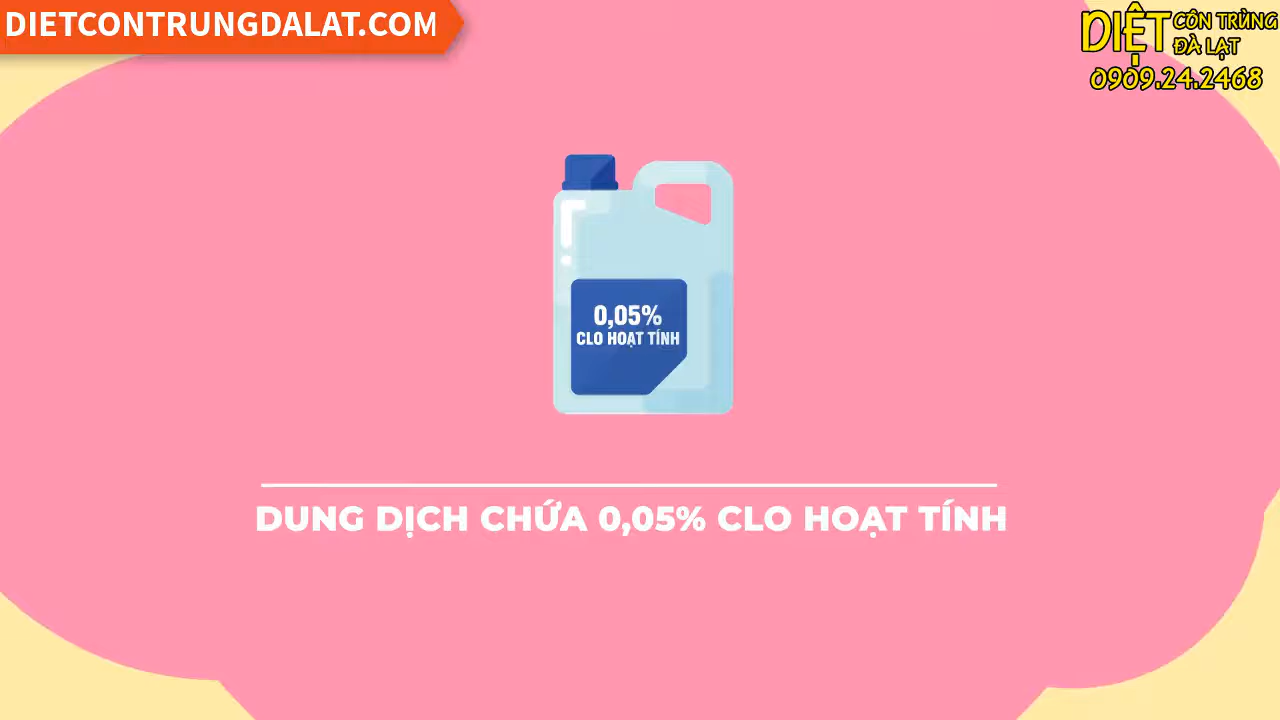 DIETCONTRUNGDALAT.COM
DIỆT CÔN TRÙNG
ĐÀ LẠT
0909.24.2468
0,05%
CLO HOẠT TÍNH
DUNG DỊCH CHỨA 0,05% CLO HOẠT TÍNH